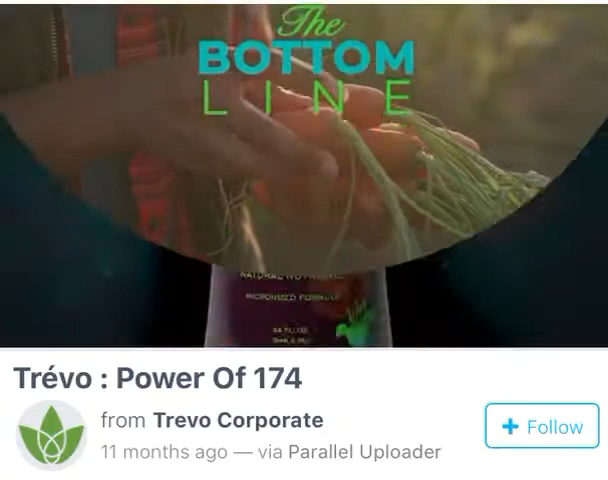 The
BOTTOM
LINE
MICRONIZED FORMULA
Trévo : Power Of 174
from Trevo Corporate
11 months ago — via Parallel Uploader
+ Follow